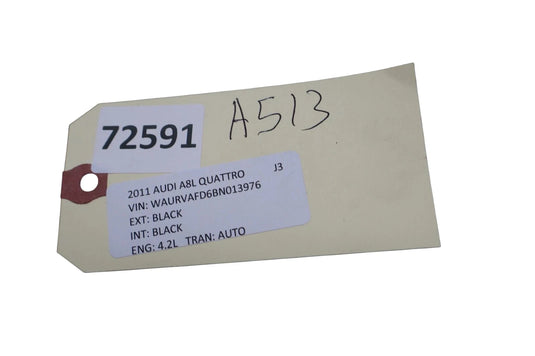 A513
72591
2011 AUDI A8L QUATTRO J3
VIN: WAURVAFD6BN013976
EXT: BLACK
INT: BLACK
ENG: 4.2L TRAN: AUTO